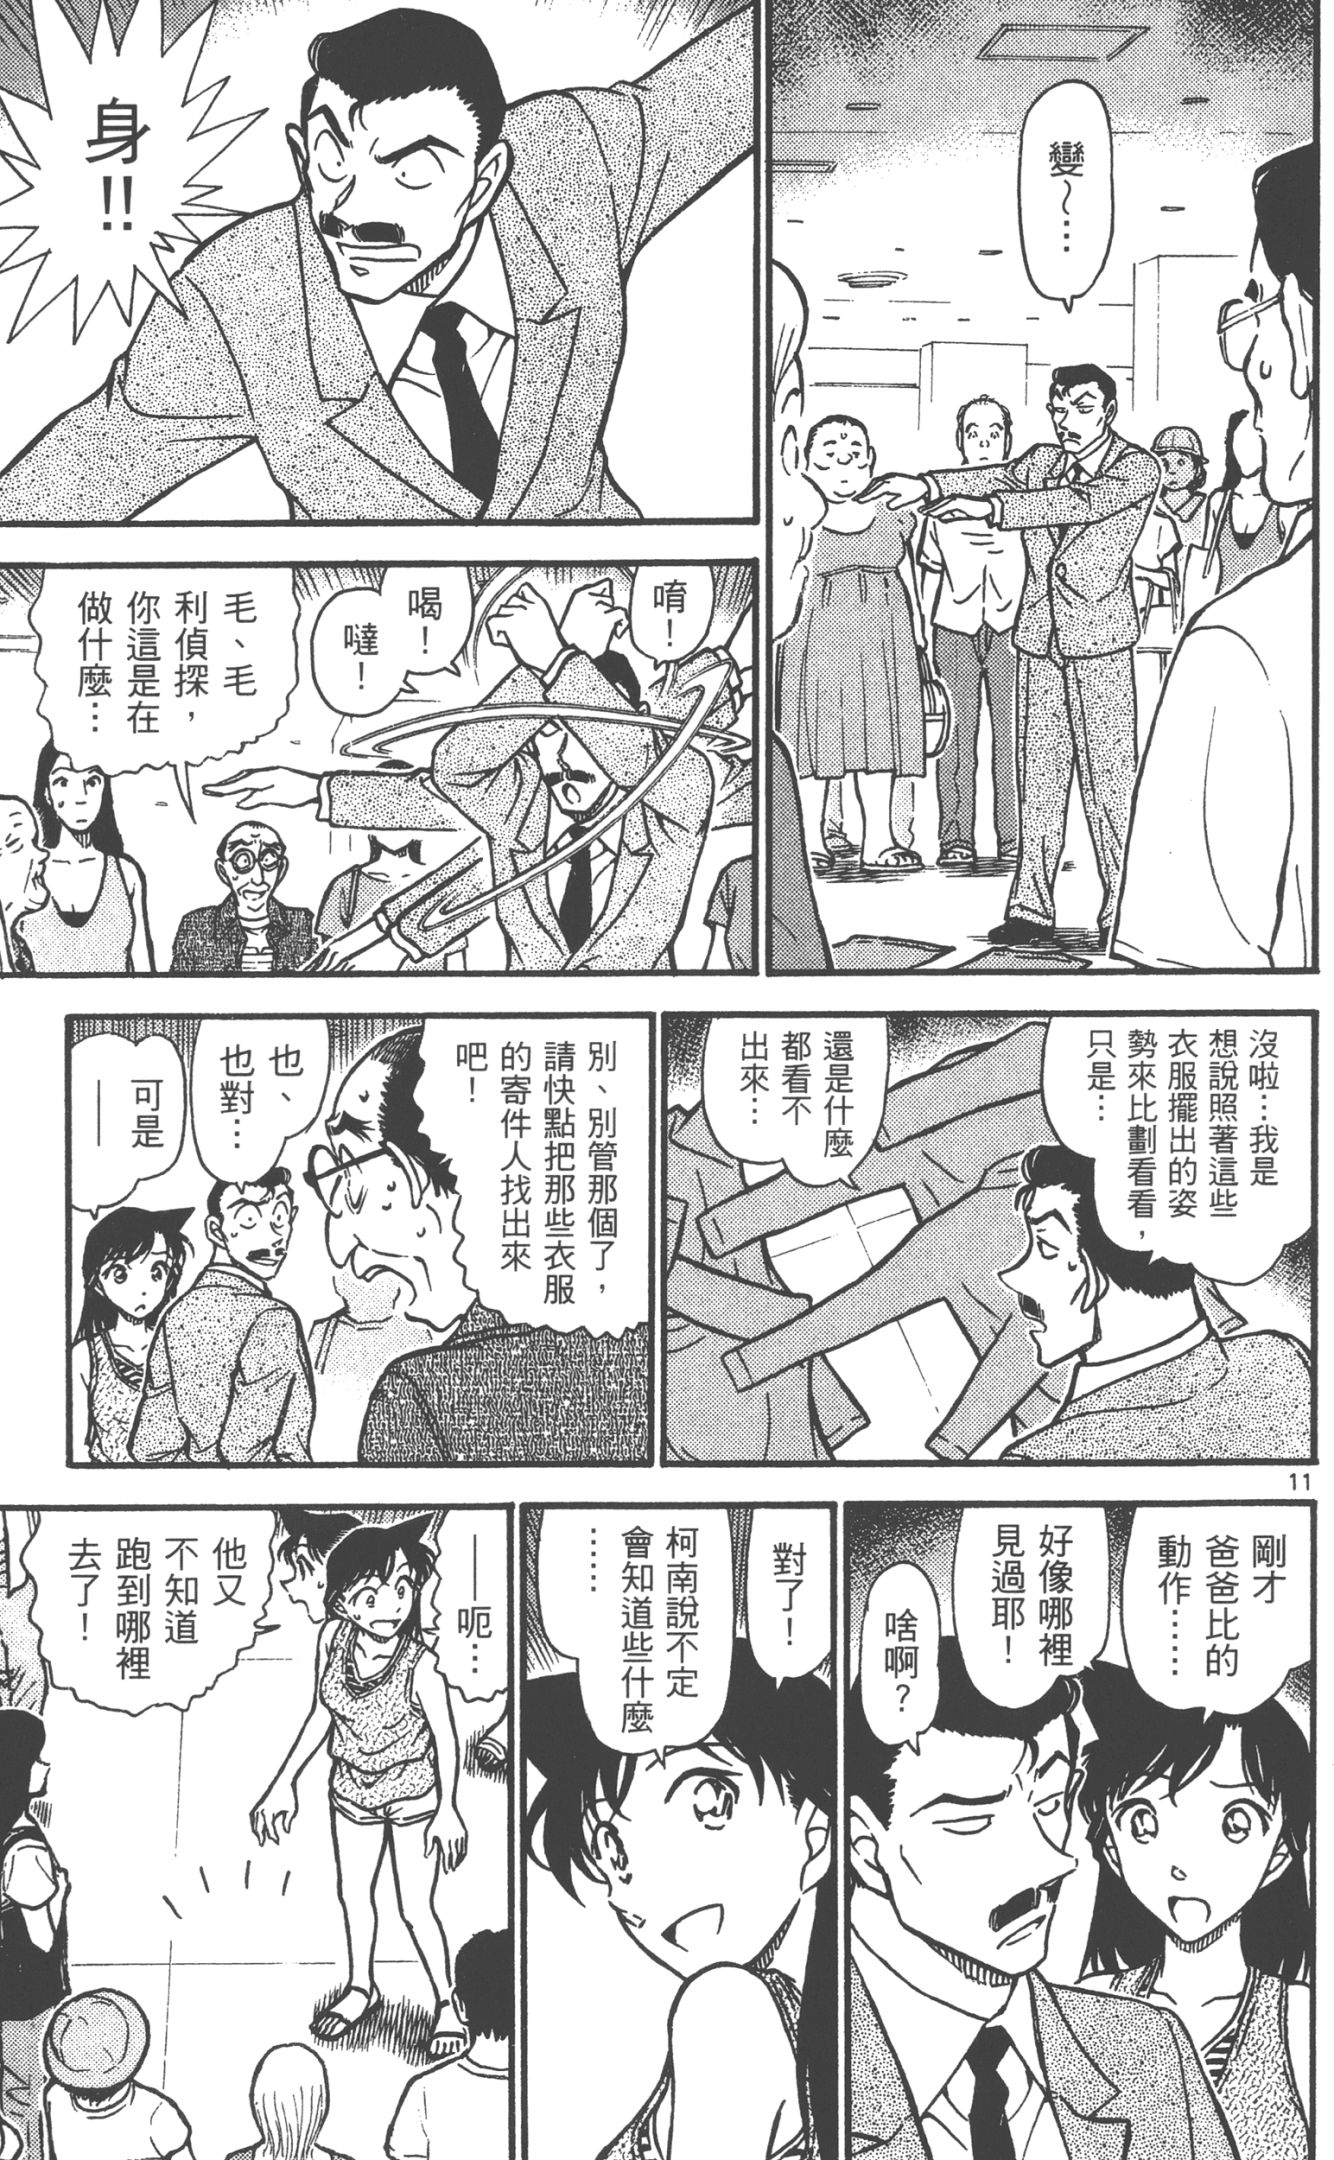 變～…
身!!
唷！
喝！
噠！
毛、毛
利偵探，
你這是在
做什麼…
沒啦…我是
想說照著這些
衣服擺出的姿
勢來比劃看看，
只是…
還是什麼
都看不
出來…
別、別管那個了，
請快點把那些衣服
的寄件人找出來
吧！
也、
也對…
可是
——
11
剛才
爸爸比的
動作……
好像哪裡
見過耶！
啥啊？
對了！
柯南說不定
會知道些什麼
……
——呃…
他又
不知道
跑到哪裡
去了！